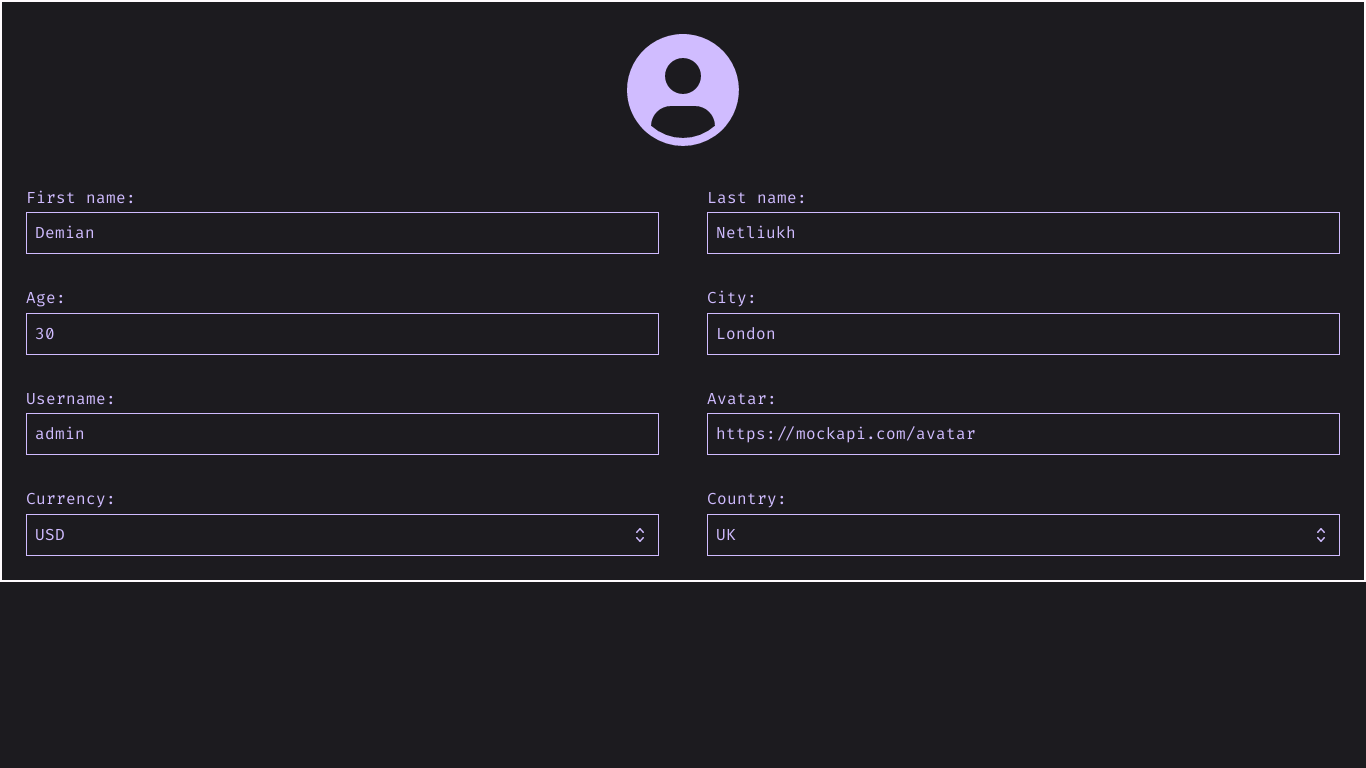 First name:
Last name:
Demian
Netliukh
Age:
City:
30
London
Username:
Avatar:
admin
https://mockapi.com/avatar
Currency:
Country:
USD
UK